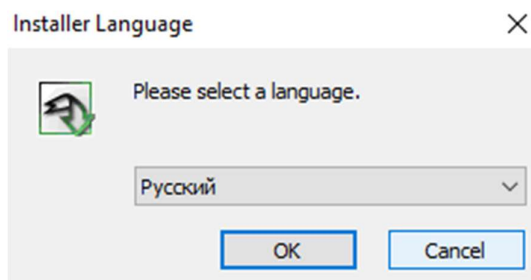 Installer Language
Please select a language.
Русский
OK Cancel